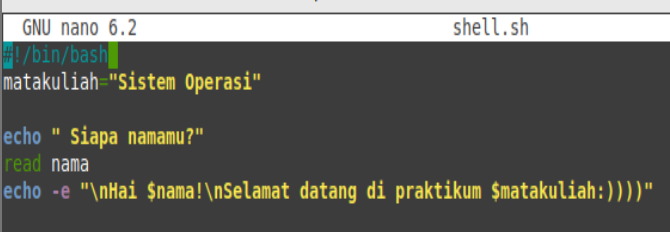 GNU nano 6.2 shell.sh
#!/bin/bash
matakuliah="Sistem Operasi"
echo " Siapa namamu?"
read nama
echo -e "\nHai $nama!\nSelamat datang di praktikum $matakuliah:))))"